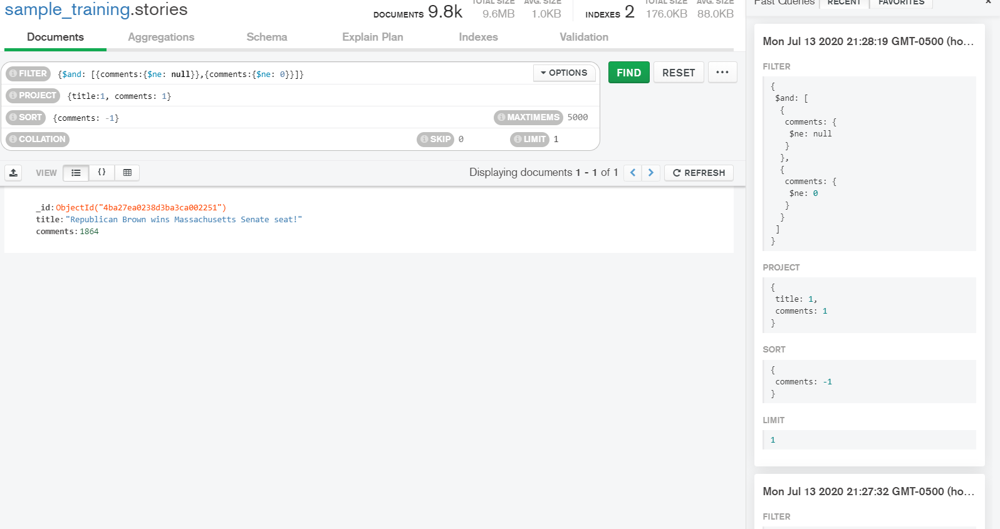 sample_training.stories
DOCUMENTS 9.8k
TOTAL SIZE
9.6MB
AVG. SIZE
1.0KB
INDEXES 2
TOTAL SIZE
176.0KB
AVG. SIZE
88.0KB
Documents
Aggregations
Schema
Explain Plan
Indexes
Validation
FILTER {$and: [{comments:{$ne: null}},{comments:{$ne: 0}}]}
OPTIONS
FIND
RESET
...
PROJECT {title:1, comments: 1}
SORT {comments: -1}
MAXTIMEMS 5000
COLLATION
SKIP 0
LIMIT 1
VIEW
{}
Displaying documents 1 - 1 of 1
REFRESH
_id:ObjectId("4ba27ea0238d3ba3ca002251")
title:"Republican Brown wins Massachusetts Senate seat!"
comments:1864
Past Queries
RECENT
FAVORITES
Mon Jul 13 2020 21:28:19 GMT-0500 (ho...
FILTER
{
$and: [
{
comments: {
$ne: null
}
},
{
comments: {
$ne: 0
}
}
]
}
PROJECT
{
title: 1,
comments: 1
}
SORT
{
comments: -1
}
LIMIT
1
Mon Jul 13 2020 21:27:32 GMT-0500 (ho...
FILTER